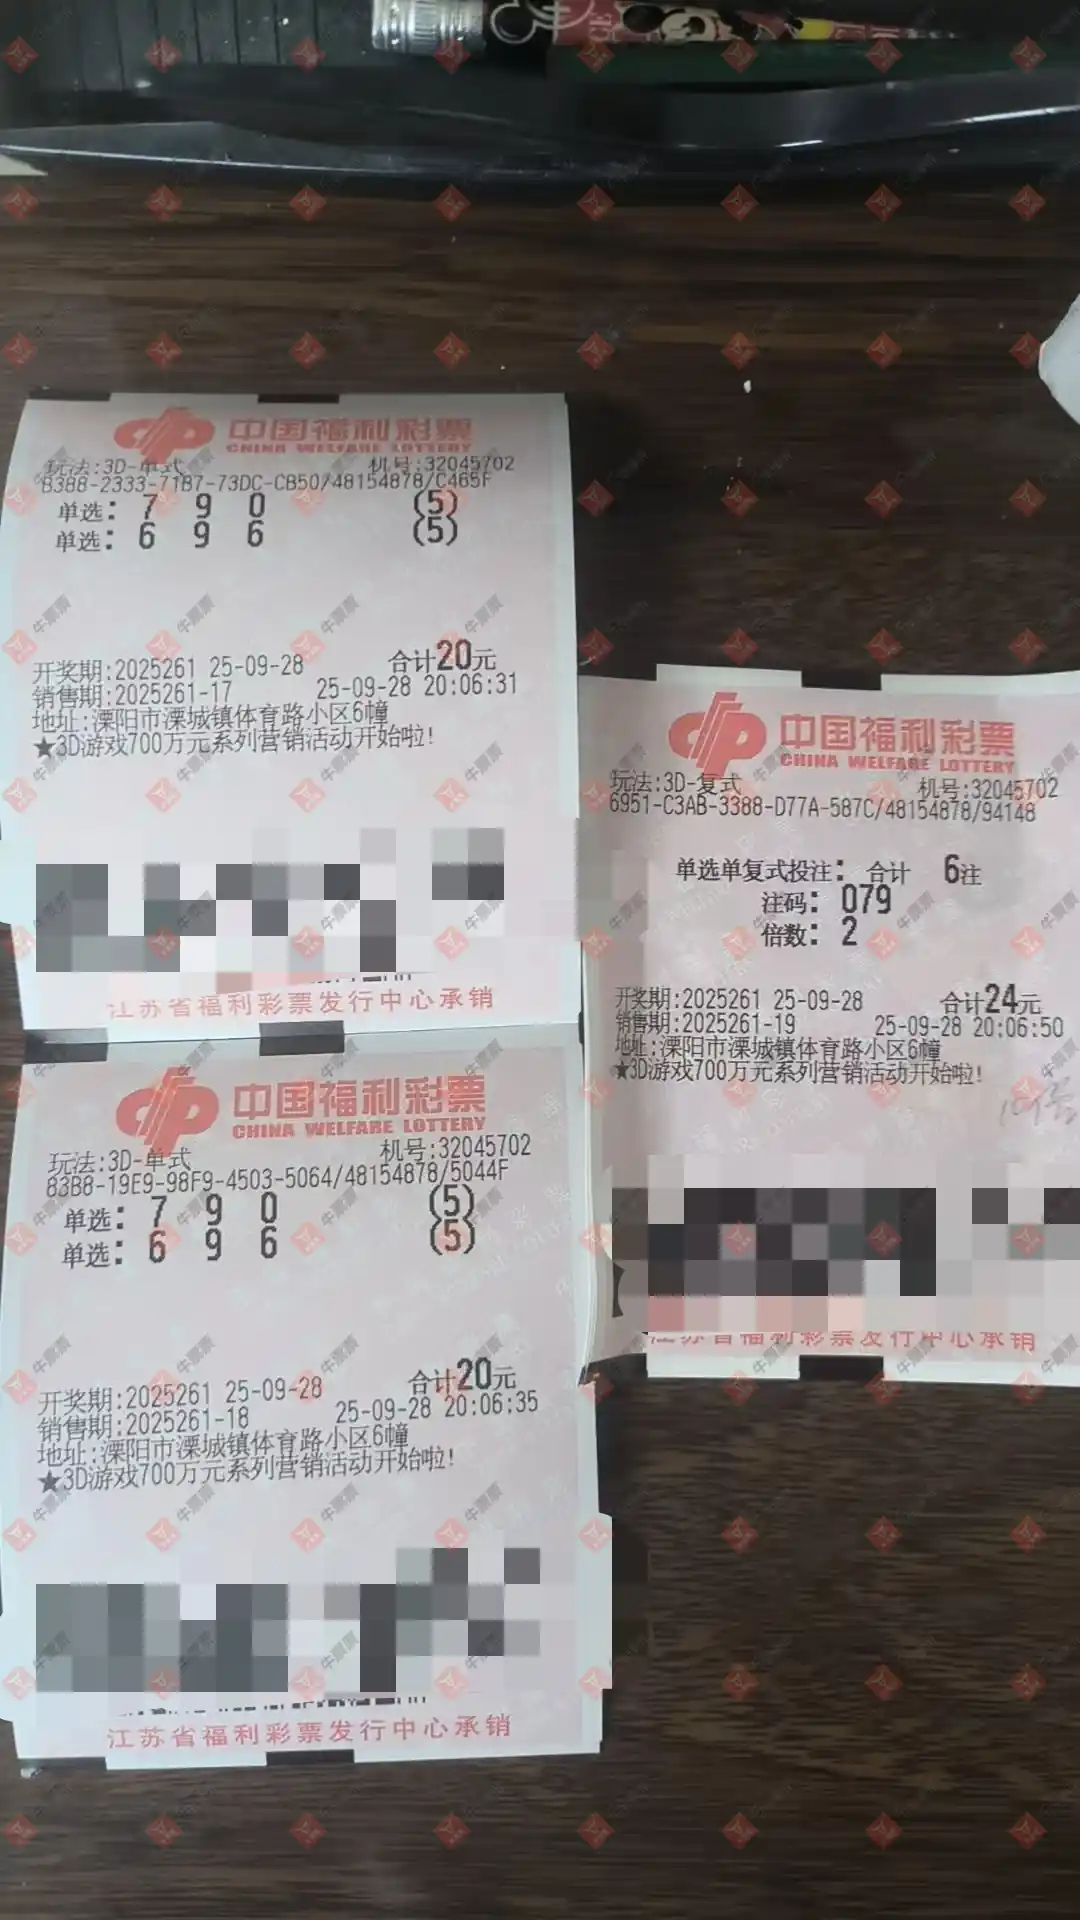 中国福利彩票
CHINA WELFARE LOTTERY
玩法:3D-单式 机号:32045702
B388-2333-71B7-73DC-CB50/48154878/C465F
单选: 7 9 0 (5)
单选: 6 9 6 (5)
合计20元
开奖期:2025261 25-09-28
销售期:2025261-17 25-09-28 20:06:31
地址:溧阳市溧城镇体育路小区6幢
★3D游戏700万元系列营销活动开始啦!
江苏省福利彩票发行中心承销
中国福利彩票
CHINA WELFARE LOTTERY
玩法:3D-单式 机号:32045702
83B8-19E9-98F9-4503-5064/48154878/5044F
单选: 7 9 0 (5)
单选: 6 9 6 (5)
合计20元
开奖期:2025261 25-09-28
销售期:2025261-18 25-09-28 20:06:35
地址:溧阳市溧城镇体育路小区6幢
★3D游戏700万元系列营销活动开始啦!
江苏省福利彩票发行中心承销
中国福利彩票
CHINA WELFARE LOTTERY
玩法:3D-复式 机号:32045702
6951-C3AB-3388-D77A-587C/48154878/94148
单选单复式投注: 合计 6注
注码: 079
倍数: 2
开奖期:2025261 25-09-28 合计24元
销售期:2025261-19 25-09-28 20:06:50
地址:溧阳市溧城镇体育路小区6幢
★3D游戏700万元系列营销活动开始啦!
江苏省福利彩票发行中心承销
牛票票